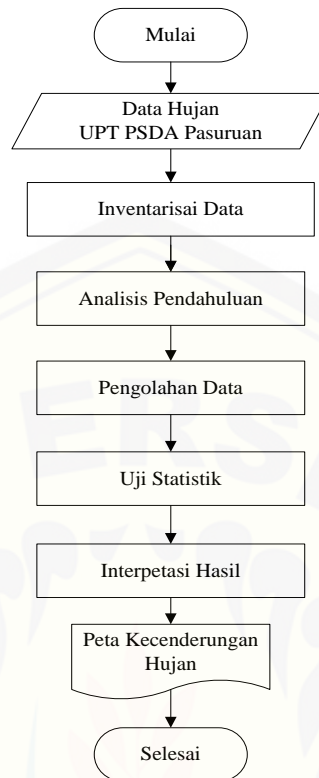 Mulai
Data Hujan
UPT PSDA Pasuruan
Inventarisai Data
Analisis Pendahuluan
Pengolahan Data
Uji Statistik
Interpetasi Hasil
Peta Kecenderungan
Hujan
Selesai
ERS